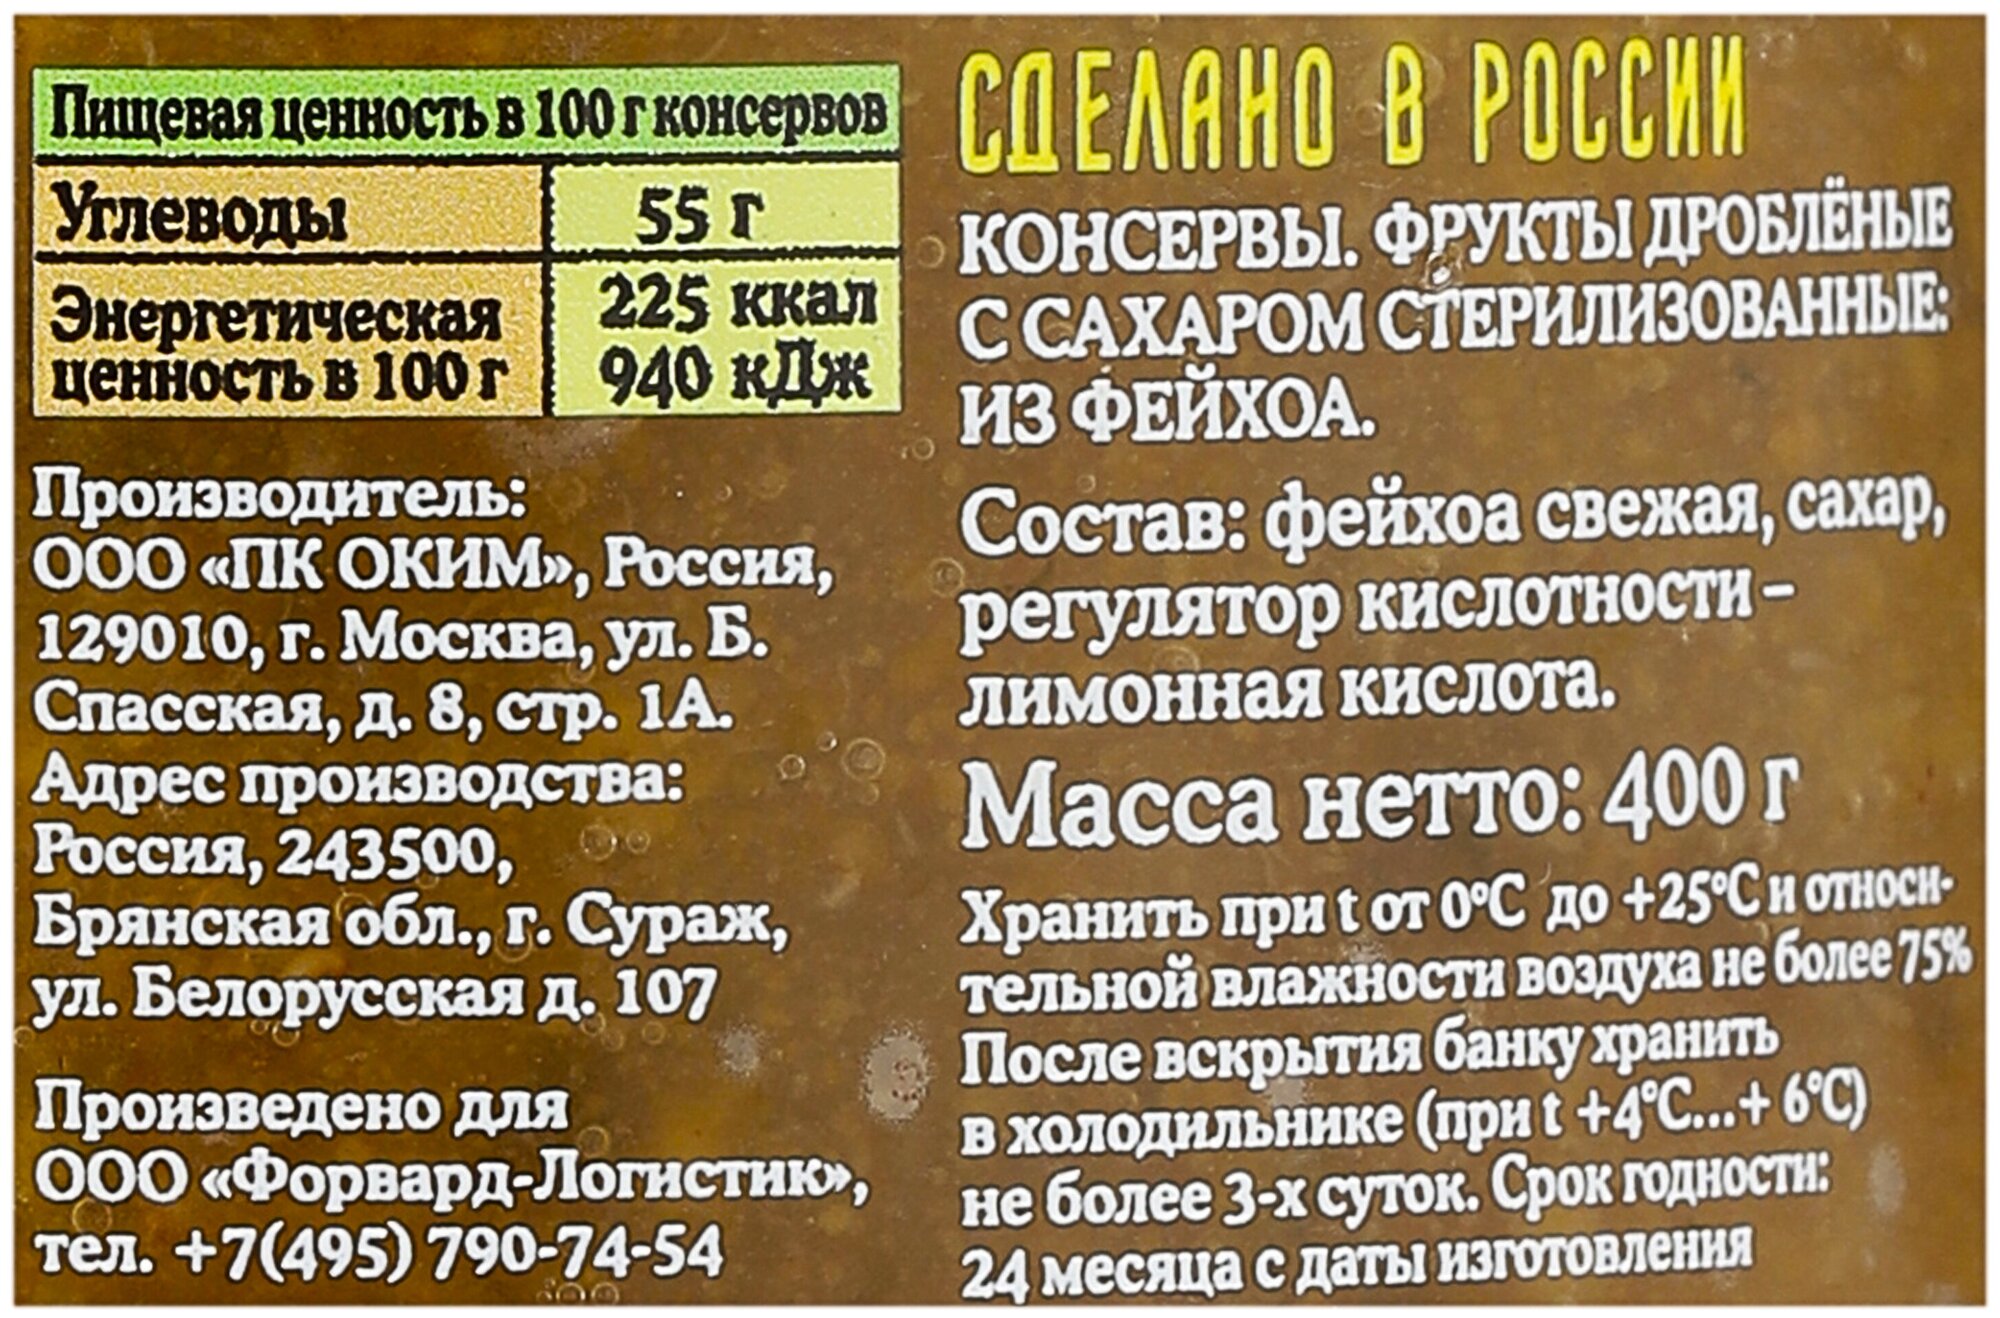 Пищевая ценность в 100 г консервов
Углеводы 55 г
Энергетическая 225 ккал
ценность в 100 г 940 кДж
Производитель:
ООО «ПК ОКИМ», Россия,
129010, г. Москва, ул. Б.
Спасская, д. 8, стр. 1А.
Адрес производства:
Россия, 243500,
Брянская обл., г. Сураж,
ул. Белорусская д. 107
Произведено для
ООО «Форвард-Логистик»,
тел. +7(495) 790-74-54
СДЕЛАНО В РОССИИ
КОНСЕРВЫ. ФРУКТЫ ДРОБЛЁНЫЕ
С САХАРОМ СТЕРИЛИЗОВАННЫЕ:
ИЗ ФЕЙХОА.
Состав: фейхоа свежая, сахар,
регулятор кислотности –
лимонная кислота.
Масса нетто: 400 г
Хранить при t от 0°С до +25°С и относи-
тельной влажности воздуха не более 75%
После вскрытия банку хранить
в холодильнике (при t +4°С...+ 6°С)
не более 3-х суток. Срок годности:
24 месяца с даты изготовления